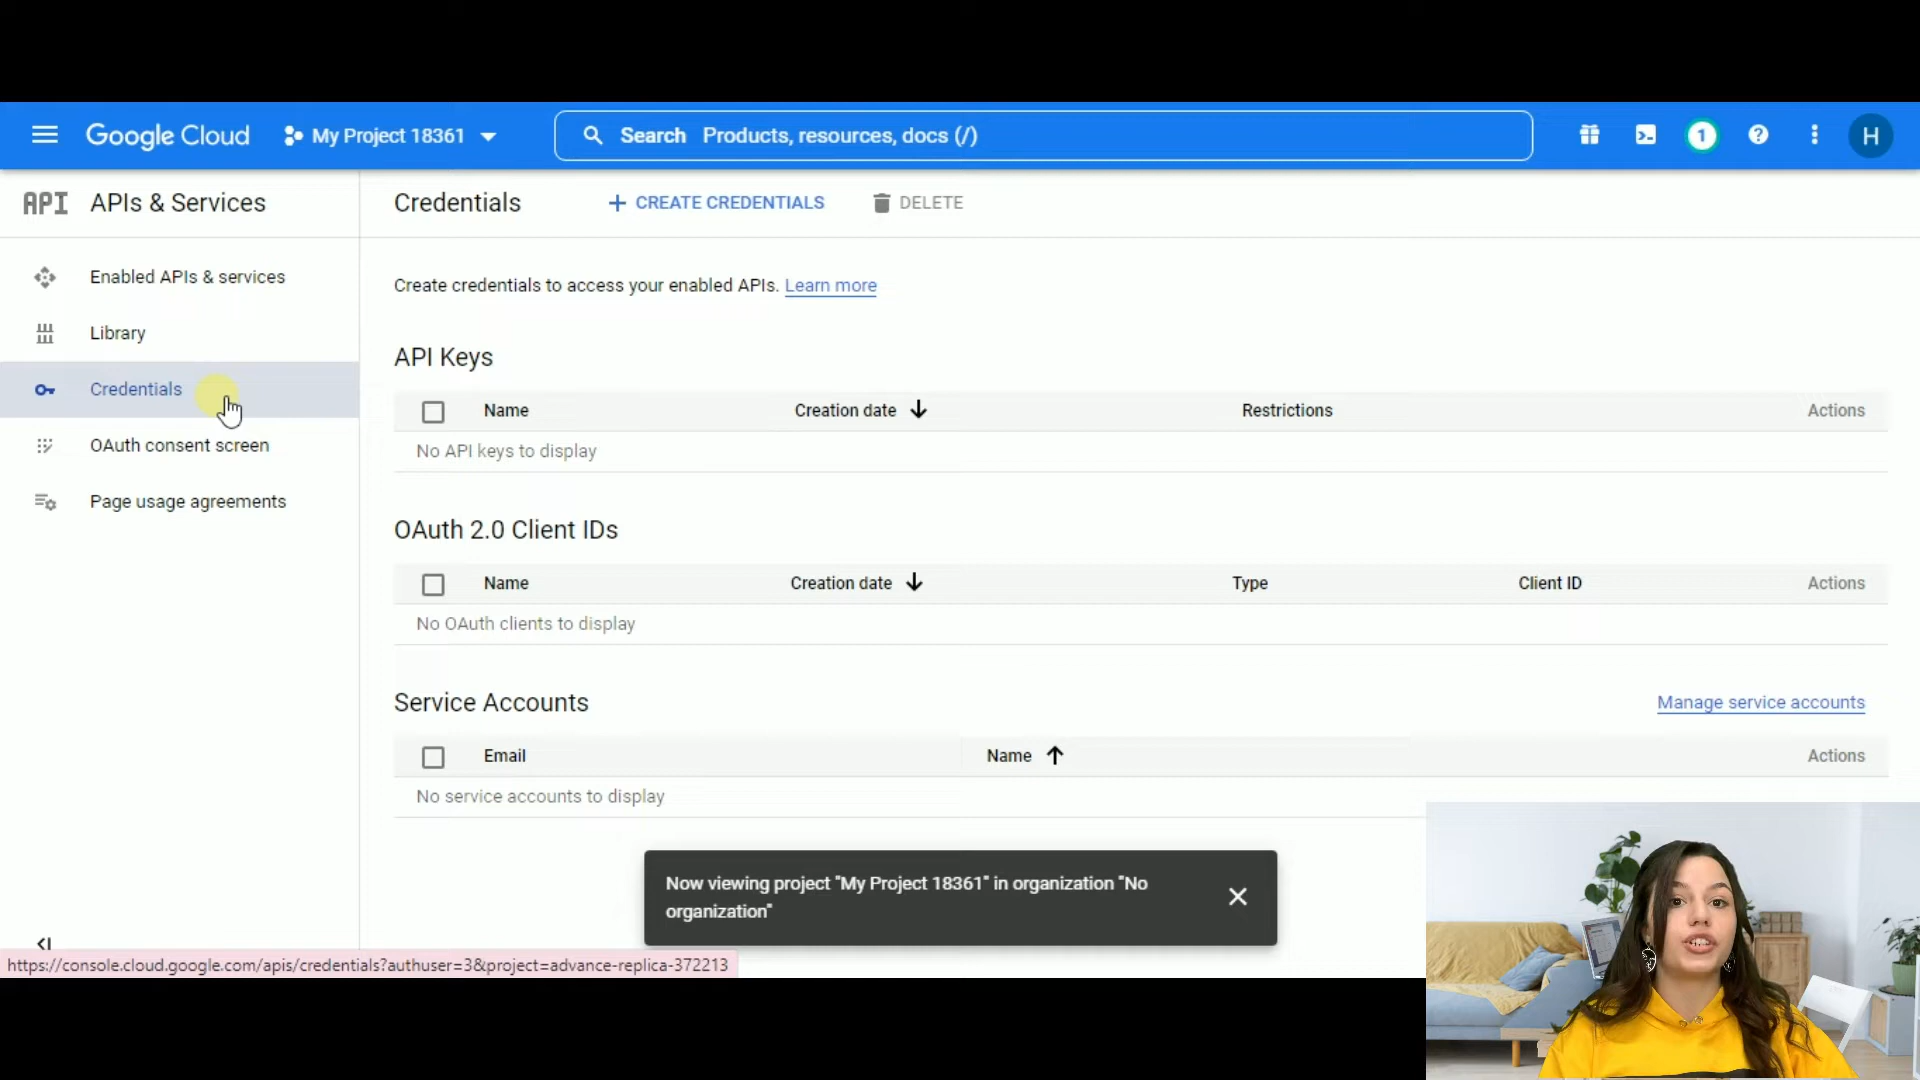 Google Cloud
My Project 18361
Search Products, resources, docs (/)
1
H
API APIs & Services
Credentials
+ CREATE CREDENTIALS
DELETE
Enabled APIs & services
Library
Credentials
OAuth consent screen
Page usage agreements
Create credentials to access your enabled APIs. Learn more
API Keys
Name Creation date Restrictions Actions
No API keys to display
OAuth 2.0 Client IDs
Name Creation date Type Client ID Actions
No OAuth clients to display
Service Accounts
Manage service accounts
Email Name Actions
No service accounts to display
Now viewing project "My Project 18361" in organization "No
organization"
https://console.cloud.google.com/apis/credentials?authuser=3&project=advance-replica-372213